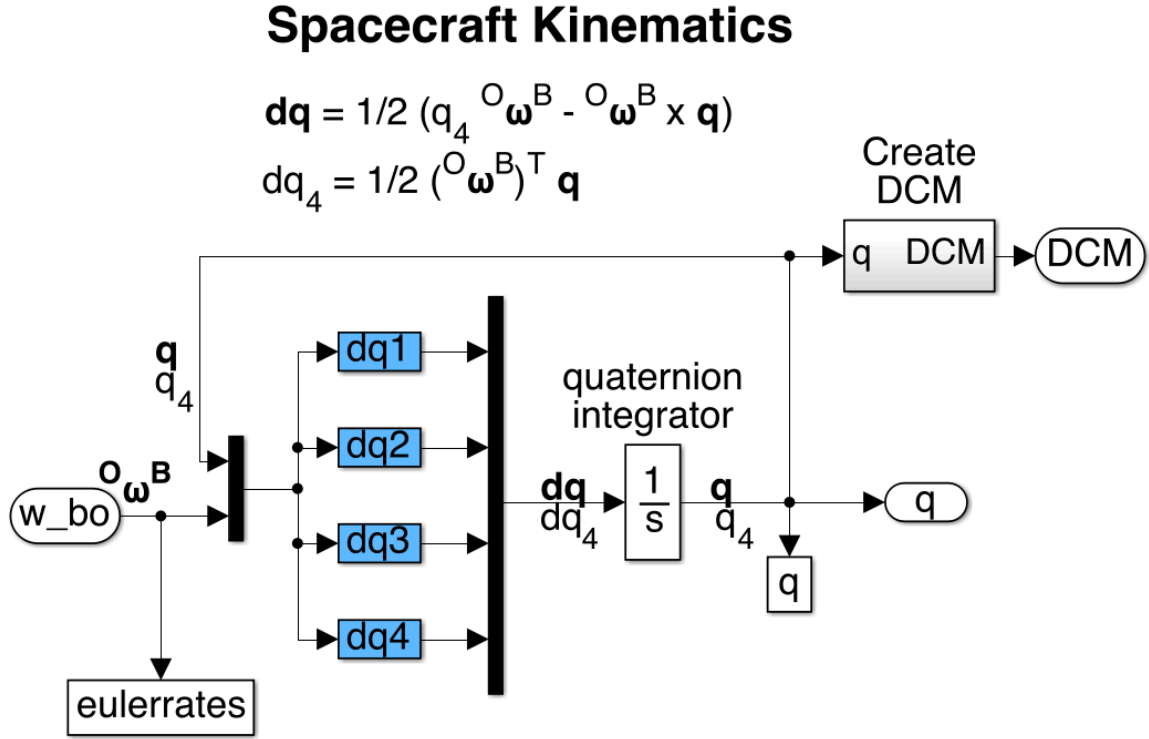 Spacecraft Kinematics
dq = 1/2 (q₄ ᴼωᴮ - ᴼωᴮ x q)
dq₄ = 1/2 (ᴼωᴮ)ᵀ q
Create
DCM
q DCM
DCM
q
q₄
dq1
quaternion
integrator
dq2
ᴼωᴮ
w_bo
dq
dq₄
1
s
q
q₄
q
dq3
q
dq4
eulerrates